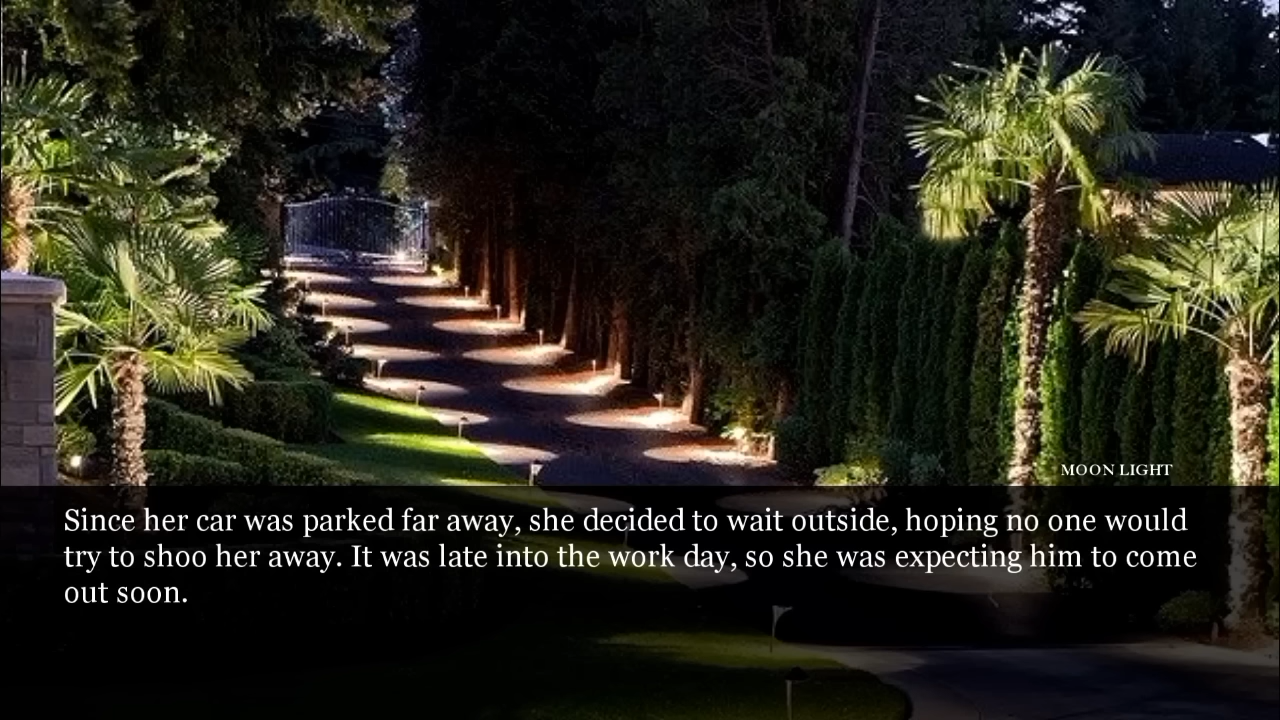 MOON LIGHT
Since her car was parked far away, she decided to wait outside, hoping no one would
try to shoo her away. It was late into the work day, so she was expecting him to come
out soon.